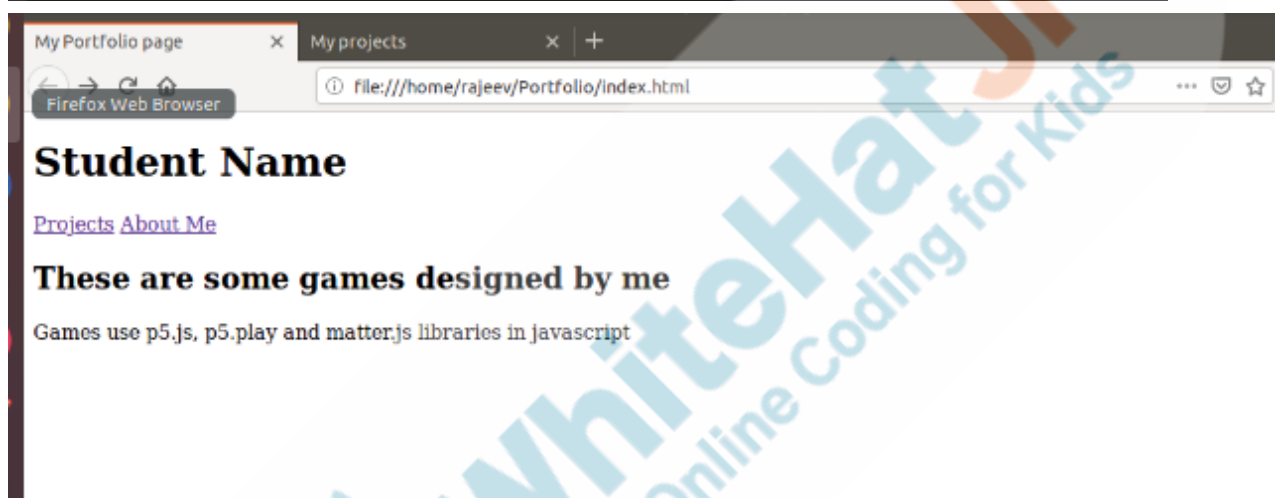 My Portfolio page × My projects × +
file:///home/rajeev/Portfolio/index.html
Firefox Web Browser
Student Name
Projects About Me
These are some games designed by me
Games use p5.js, p5.play and matter.js libraries in javascript
WhiteHat Jr
Online Coding for Kids